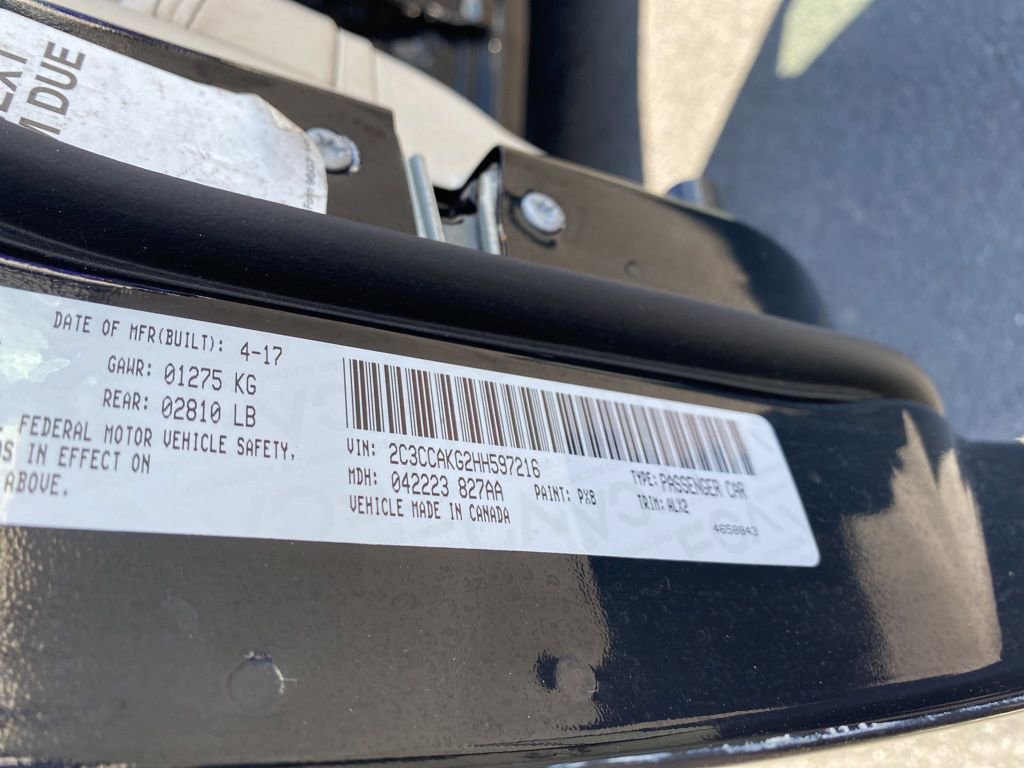 EXT
M DUE
DATE OF MFR(BUILT): 4-17
GAWR: 01275 KG
REAR: 02810 LB
FEDERAL MOTOR VEHICLE SAFETY,
DS IN EFFECT ON
ABOVE.
VIN: 2C3CCAKG2HH597216
MDH: 042223 827AA
PAINT: PX8
VEHICLE MADE IN CANADA
TYPE: PASSENGER CAR
TRIM: ALX2
4658843